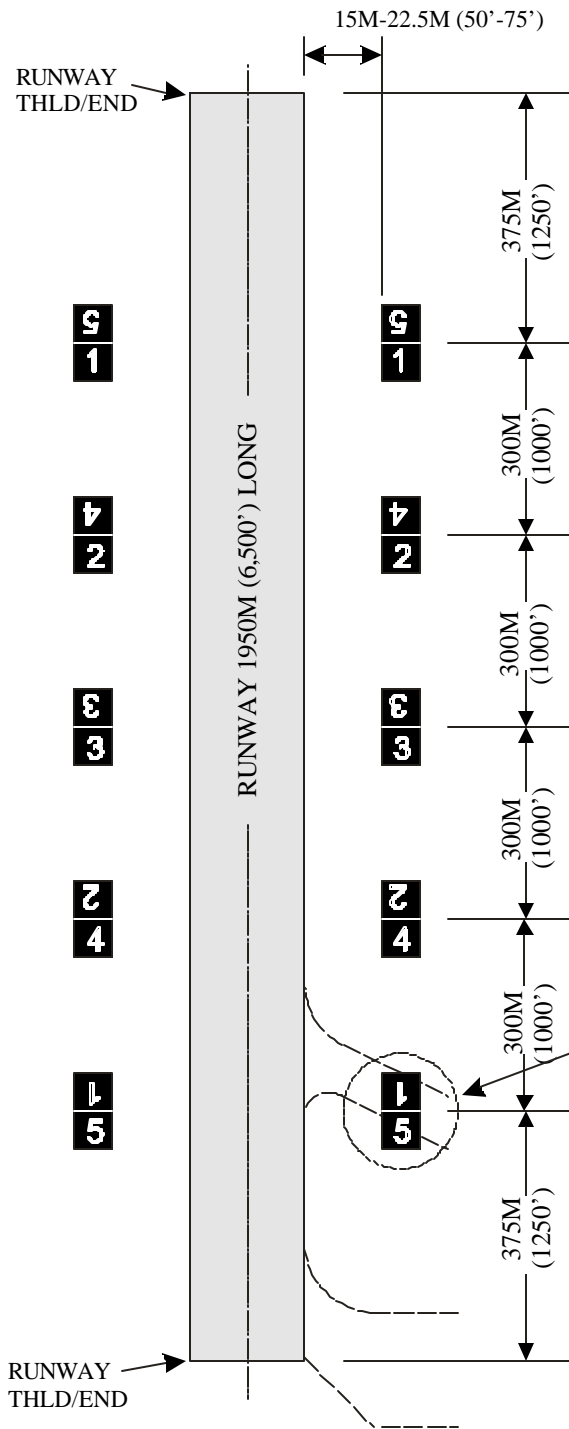 15M-22.5M (50’-75’)
RUNWAY
THLD/END
375M
(1250’)
5
1
5
1
300M
(1000’)
RUNWAY 1950M (6,500’) LONG
4
2
4
2
300M
(1000’)
3
3
3
3
300M
(1000’)
2
4
2
4
300M
(1000’)
1
5
1
5
375M
(1250’)
RUNWAY
THLD/END